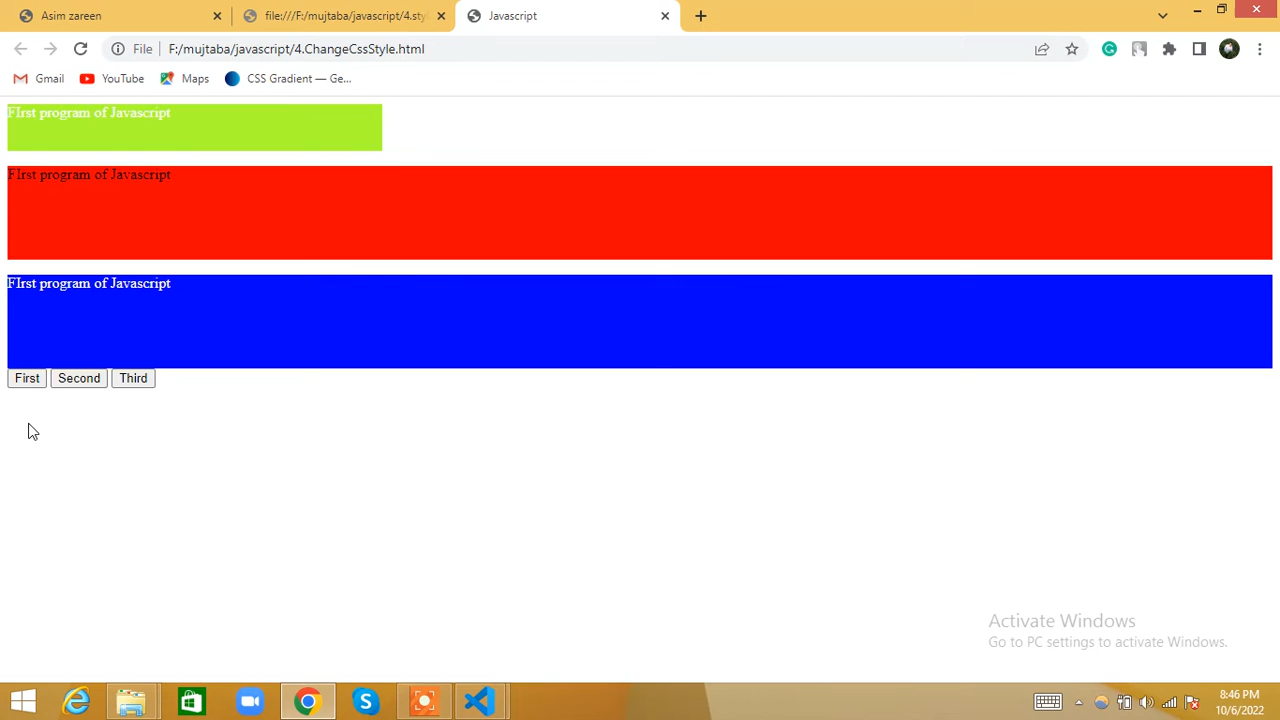 Asim zareen
file:///F:/mujtaba/javascript/4.sty
Javascript
File
F:/mujtaba/javascript/4.ChangeCssStyle.html
Gmail
YouTube
Maps
CSS Gradient — Ge...
FIrst program of Javascript
FIrst program of Javascript
FIrst program of Javascript
First
Second
Third
Activate Windows
Go to PC settings to activate Windows.
8:46 PM
10/6/2022